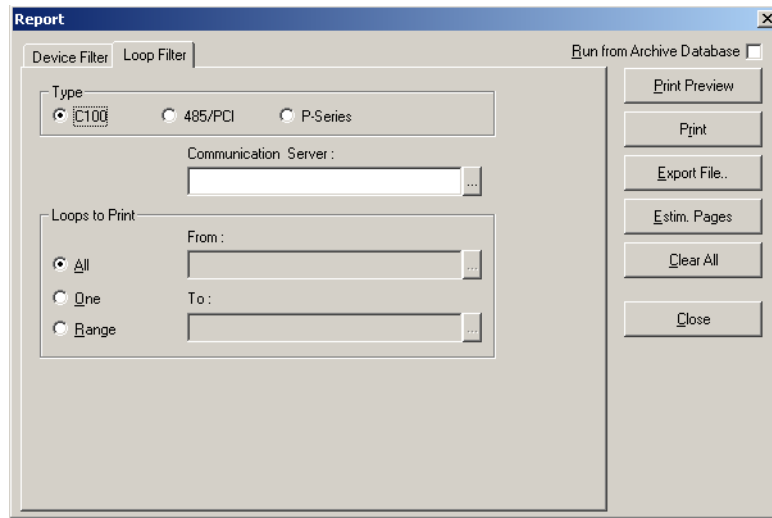 Report
Device Filter
Loop Filter
Run from Archive Database
Type
C100
485/PCI
P-Series
Communication Server :
...
Loops to Print
From :
All
...
One
To :
Range
...
Print Preview
Print
Export File..
Estim. Pages
Clear All
Close